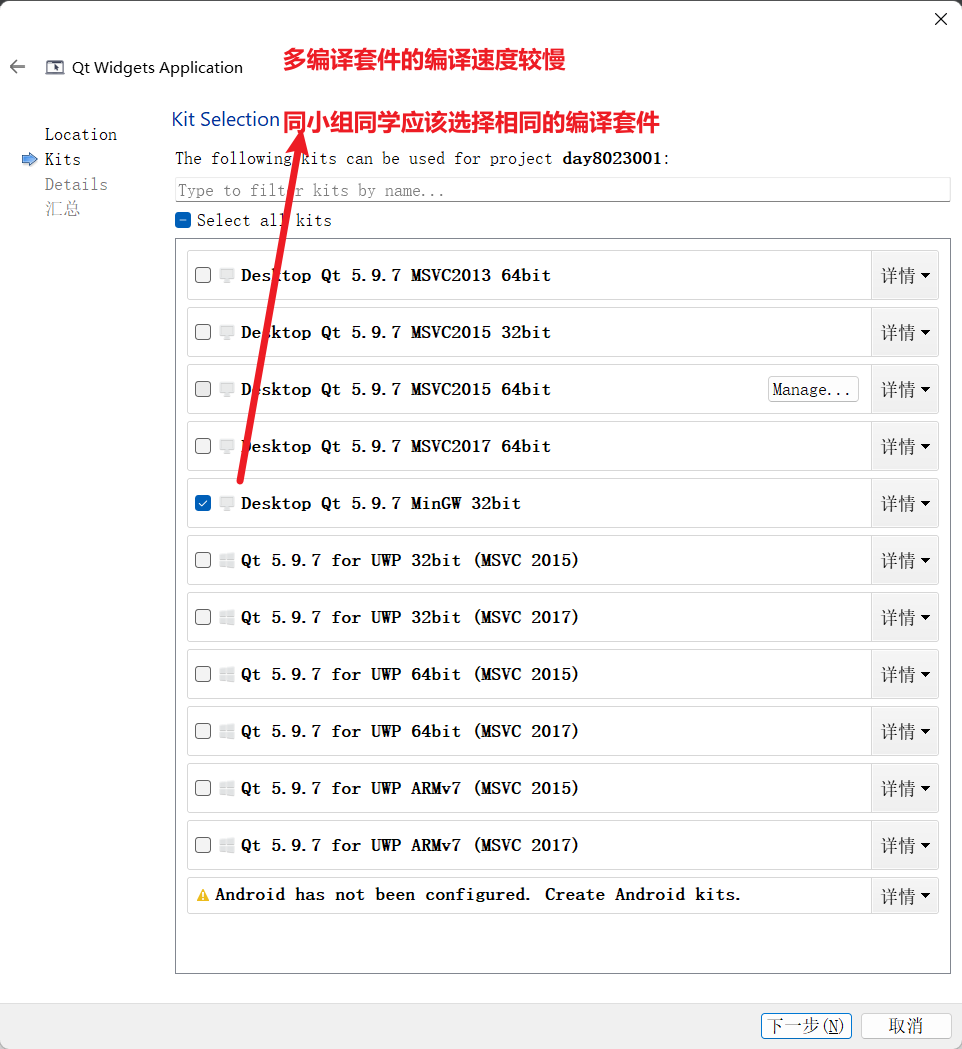 多编译套件的编译速度较慢
Qt Widgets Application
Kit Selection
同小组同学应该选择相同的编译套件
Location
Kits
Details
汇总
The following kits can be used for project day8023001:
Type to filter kits by name...
Select all kits
Desktop Qt 5.9.7 MSVC2013 64bit 详情
Desktop Qt 5.9.7 MSVC2015 32bit 详情
Desktop Qt 5.9.7 MSVC2015 64bit Manage... 详情
Desktop Qt 5.9.7 MSVC2017 64bit 详情
Desktop Qt 5.9.7 MinGW 32bit 详情
Qt 5.9.7 for UWP 32bit (MSVC 2015) 详情
Qt 5.9.7 for UWP 32bit (MSVC 2017) 详情
Qt 5.9.7 for UWP 64bit (MSVC 2015) 详情
Qt 5.9.7 for UWP 64bit (MSVC 2017) 详情
Qt 5.9.7 for UWP ARMv7 (MSVC 2015) 详情
Qt 5.9.7 for UWP ARMv7 (MSVC 2017) 详情
Android has not been configured. Create Android kits. 详情
下一步(N) 取消